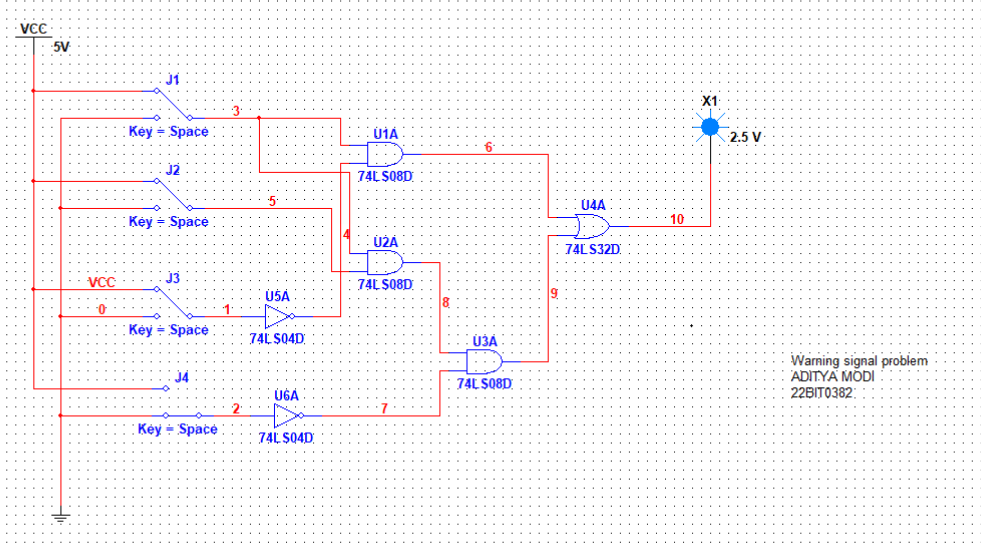 VCC
5V
J1
3
Key = Space
U1A
6
74LS08D
X1
2.5 V
J2
5
Key = Space
4
U2A
74LS08D
U4A
10
74LS32D
VCC
J3
0
1
U5A
Key = Space
74LS04D
8
9
U3A
74LS08D
J4
2
U6A
7
Key = Space
74LS04D
Warning signal problem
ADITYA MODI
22BIT0382